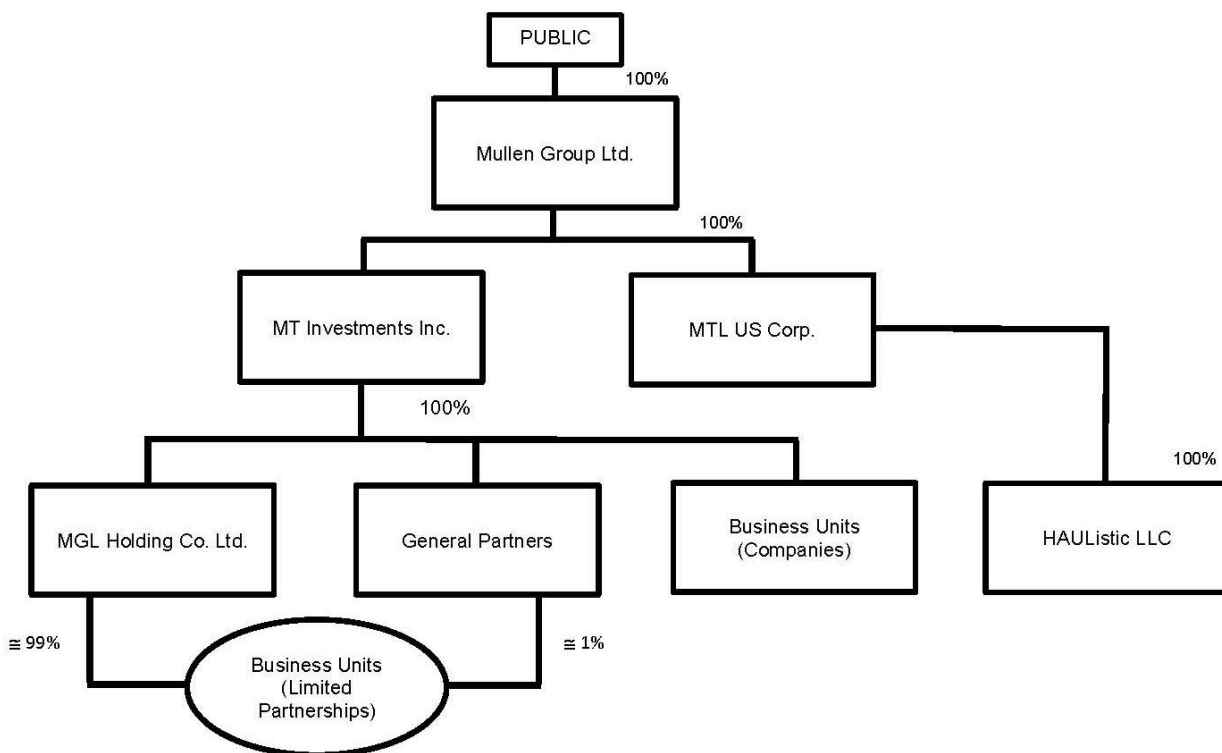 PUBLIC
100%
Mullen Group Ltd.
100%
MT Investments Inc.
MTL US Corp.
100%
100%
MGL Holding Co. Ltd.
General Partners
Business Units
(Companies)
HAUListic LLC
≅ 99%
≅ 1%
Business Units
(Limited
Partnerships)